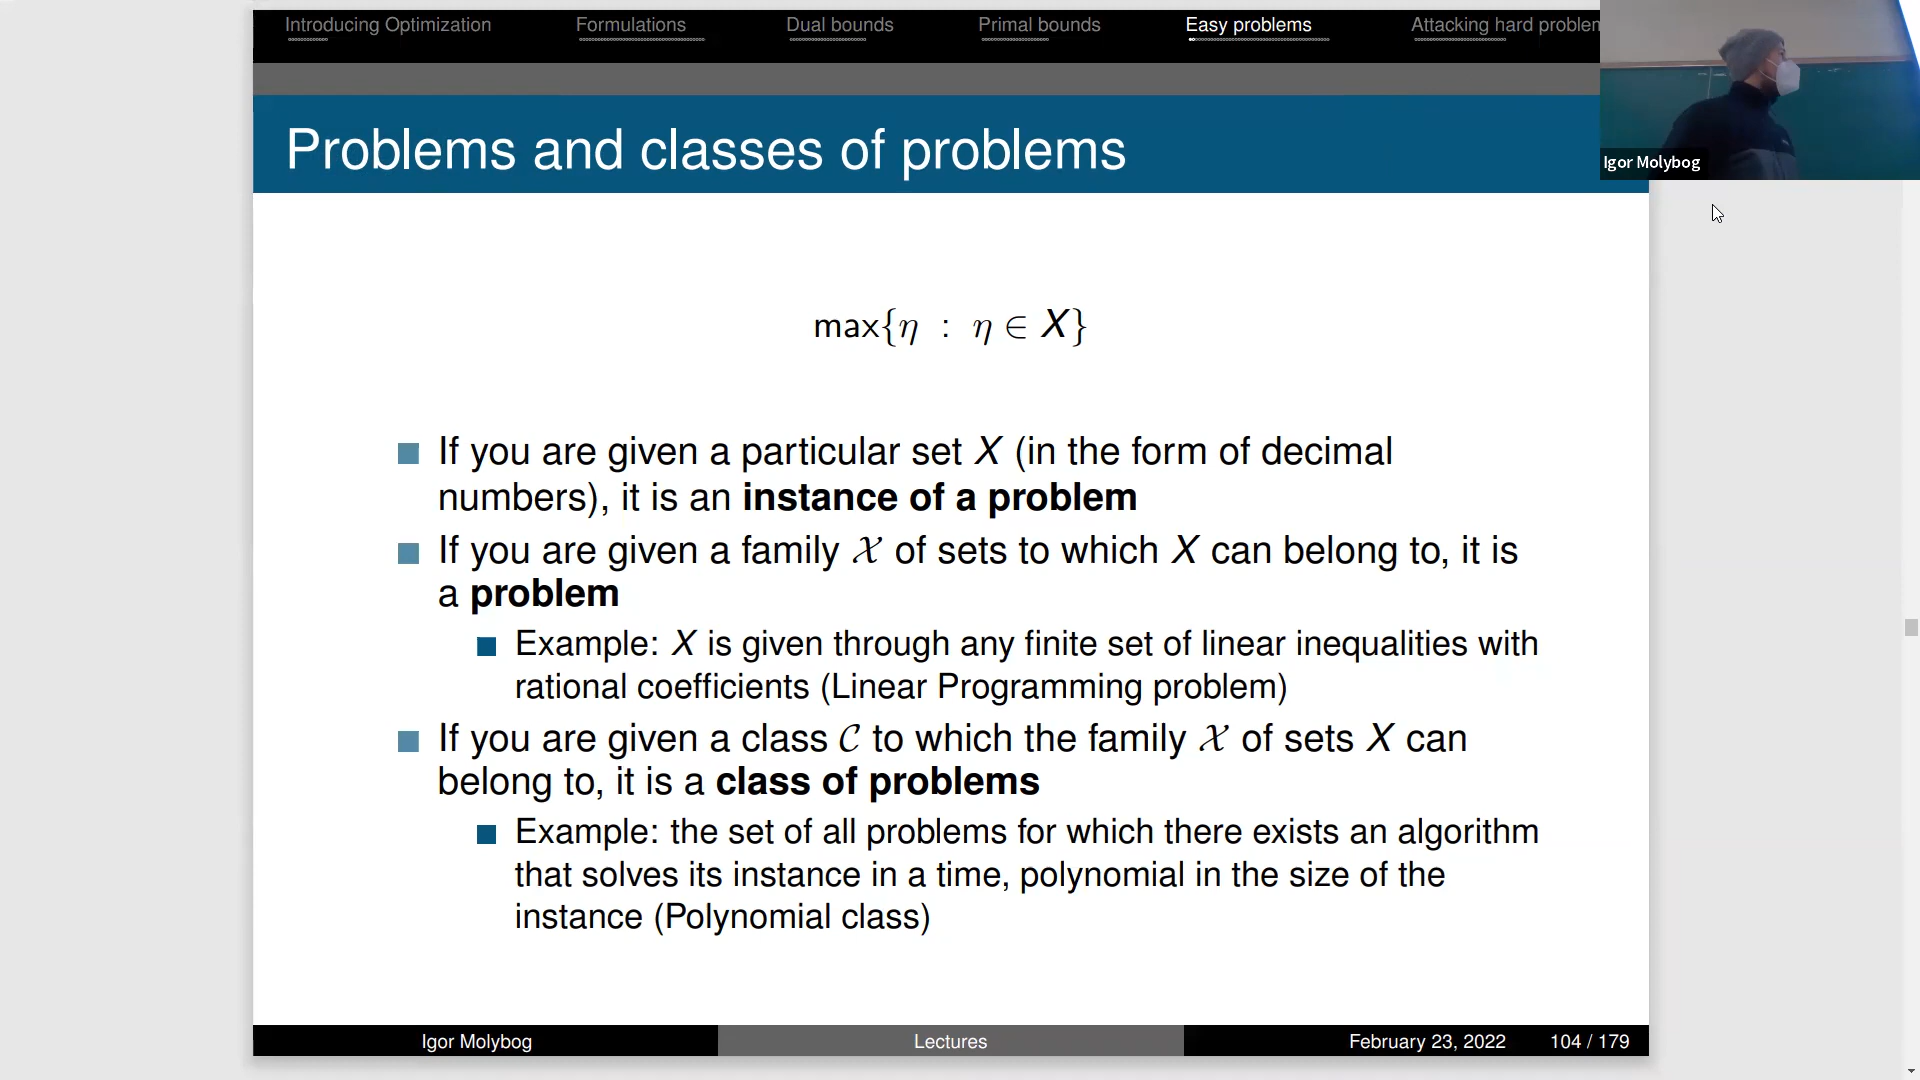 Introducing Optimization Formulations Dual bounds Primal bounds Easy problems Attacking hard problem
Igor Molybog
Problems and classes of problems
max{η : η ∈ X}
If you are given a particular set X (in the form of decimal
numbers), it is an instance of a problem
If you are given a family 𝒳 of sets to which X can belong to, it is
a problem
Example: X is given through any finite set of linear inequalities with
rational coefficients (Linear Programming problem)
If you are given a class 𝒞 to which the family 𝒳 of sets X can
belong to, it is a class of problems
Example: the set of all problems for which there exists an algorithm
that solves its instance in a time, polynomial in the size of the
instance (Polynomial class)
Igor Molybog Lectures February 23, 2022 104 / 179